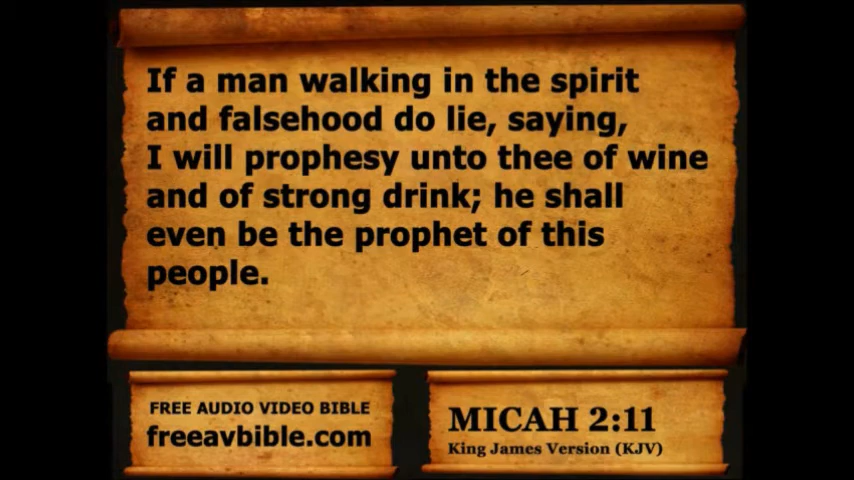 If a man walking in the spirit
and falsehood do lie, saying,
I will prophesy unto thee of wine
and of strong drink; he shall
even be the prophet of this
people.
FREE AUDIO VIDEO BIBLE
freeavbible.com
MICAH 2:11
King James Version (KJV)